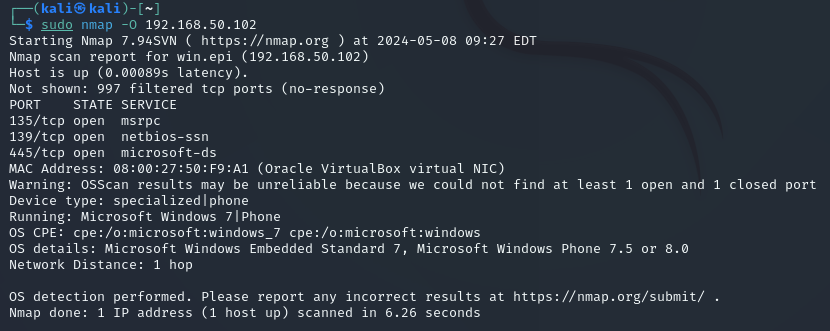 ┌──(kali㉿kali)-[~]
└─$ sudo nmap -O 192.168.50.102
Starting Nmap 7.94SVN ( https://nmap.org ) at 2024-05-08 09:27 EDT
Nmap scan report for win.epi (192.168.50.102)
Host is up (0.00089s latency).
Not shown: 997 filtered tcp ports (no-response)
PORT    STATE SERVICE
135/tcp open  msrpc
139/tcp open  netbios-ssn
445/tcp open  microsoft-ds
MAC Address: 08:00:27:50:F9:A1 (Oracle VirtualBox virtual NIC)
Warning: OSScan results may be unreliable because we could not find at least 1 open and 1 closed port
Device type: specialized|phone
Running: Microsoft Windows 7|Phone
OS CPE: cpe:/o:microsoft:windows_7 cpe:/o:microsoft:windows
OS details: Microsoft Windows Embedded Standard 7, Microsoft Windows Phone 7.5 or 8.0
Network Distance: 1 hop
OS detection performed. Please report any incorrect results at https://nmap.org/submit/ .
Nmap done: 1 IP address (1 host up) scanned in 6.26 seconds